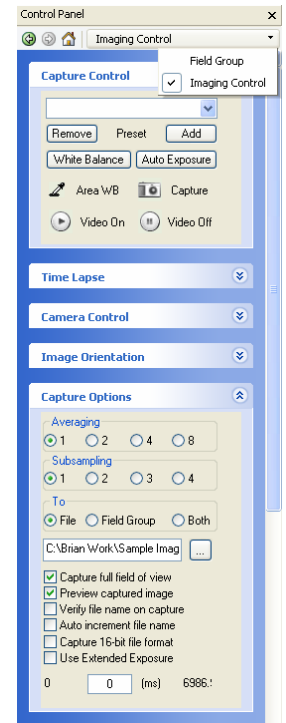 Control Panel x
Imaging Control
Field Group
Imaging Control
Capture Control
Remove Preset Add
White Balance Auto Exposure
Area WB Capture
Video On Video Off
Time Lapse
Camera Control
Image Orientation
Capture Options
Averaging
1 2 4 8
Subsampling
1 2 3 4
To
File Field Group Both
C:\Brian Work\Sample Imag ...
Capture full field of view
Preview captured image
Verify file name on capture
Auto increment file name
Capture 16-bit file format
Use Extended Exposure
0 0 (ms) 6986.